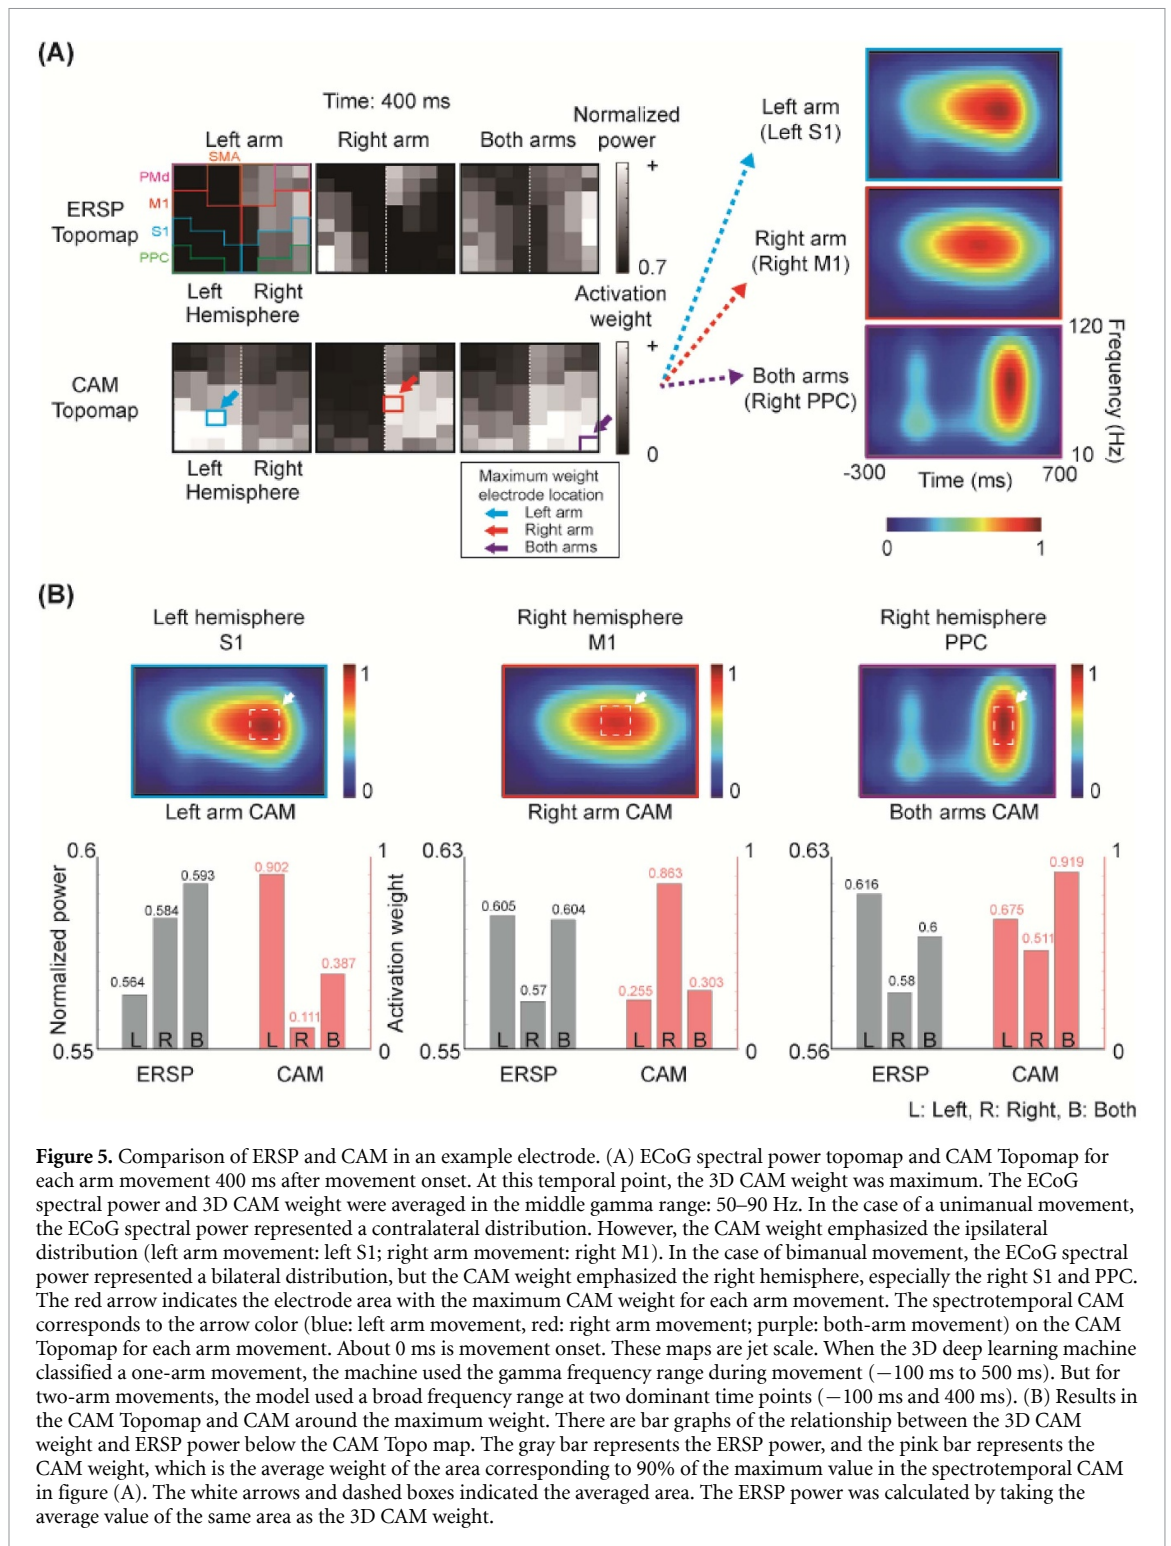 (A)
Time: 400 ms
Normalized
power
Left arm
Right arm
Both arms
SMA
PMd
M1
S1
PPC
ERSP
Topomap
+
0.7
Left Right
Hemisphere
Activation
weight
CAM
Topomap
+
0
Left Right
Hemisphere
Maximum weight
electrode location
Left arm
Right arm
Both arms
Left arm
(Left S1)
Right arm
(Right M1)
Both arms
(Right PPC)
120
10
Frequency (Hz)
-300
Time (ms)
700
0 1
(B)
Left hemisphere
S1
1
0
Left arm CAM
Right hemisphere
M1
1
0
Right arm CAM
Right hemisphere
PPC
1
0
Both arms CAM
0.6
0.55
Normalized power
0.564
0.584
0.593
0.902
0.111
0.387
L R B
L R B
1
0
Activation weight
ERSP CAM
0.63
0.55
0.605
0.57
0.604
0.255
0.863
0.303
L R B
L R B
1
0
ERSP CAM
0.63
0.56
0.616
0.58
0.6
0.675
0.511
0.919
L R B
L R B
1
0
ERSP CAM
L: Left, R: Right, B: Both
Figure 5. Comparison of ERSP and CAM in an example electrode. (A) ECoG spectral power topomap and CAM Topomap for
each arm movement 400 ms after movement onset. At this temporal point, the 3D CAM weight was maximum. The ECoG
spectral power and 3D CAM weight were averaged in the middle gamma range: 50–90 Hz. In the case of a unimanual movement,
the ECoG spectral power represented a contralateral distribution. However, the CAM weight emphasized the ipsilateral
distribution (left arm movement: left S1; right arm movement: right M1). In the case of bimanual movement, the ECoG spectral
power represented a bilateral distribution, but the CAM weight emphasized the right hemisphere, especially the right S1 and PPC.
The red arrow indicates the electrode area with the maximum CAM weight for each arm movement. The spectrotemporal CAM
corresponds to the arrow color (blue: left arm movement, red: right arm movement; purple: both-arm movement) on the CAM
Topomap for each arm movement. About 0 ms is movement onset. These maps are jet scale. When the 3D deep learning machine
classified a one-arm movement, the machine used the gamma frequency range during movement (−100 ms to 500 ms). But for
two-arm movements, the model used a broad frequency range at two dominant time points (−100 ms and 400 ms). (B) Results in
the CAM Topomap and CAM around the maximum weight. There are bar graphs of the relationship between the 3D CAM
weight and ERSP power below the CAM Topo map. The gray bar represents the ERSP power, and the pink bar represents the
CAM weight, which is the average weight of the area corresponding to 90% of the maximum value in the spectrotemporal CAM
in figure (A). The white arrows and dashed boxes indicated the averaged area. The ERSP power was calculated by taking the
average value of the same area as the 3D CAM weight.